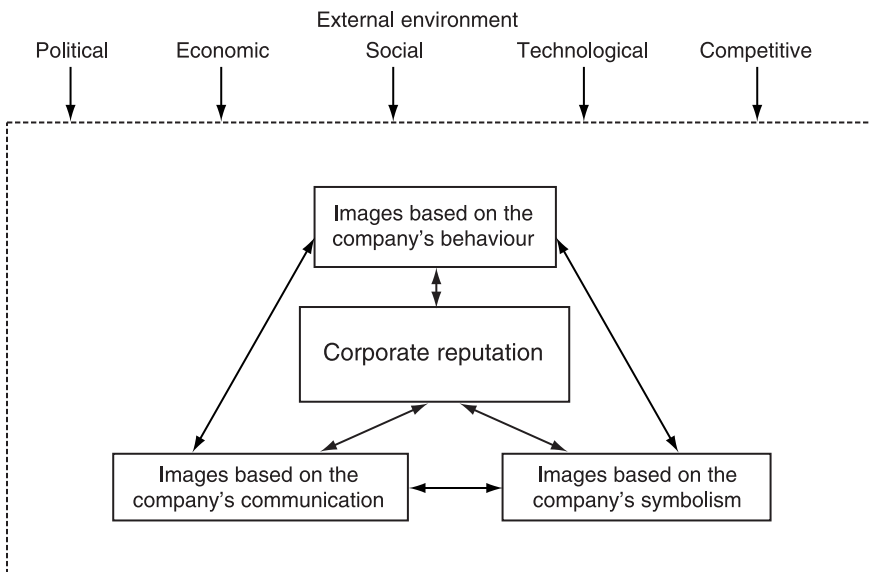 External environment
Political Economic Social Technological Competitive
Images based on the
company's behaviour
Corporate reputation
Images based on the
company's communication
Images based on the
company's symbolism